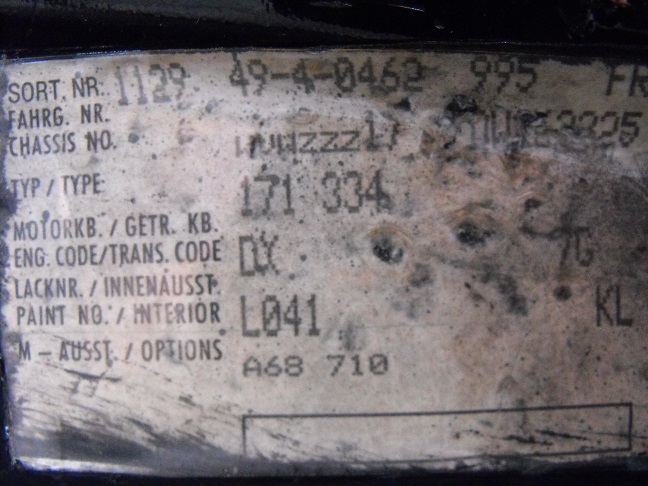 SORT. NR. 1129 49-4-0462 995 FR
FAHRG. NR.
CHASSIS NO.
TYP / TYPE 171 334
MOTORKB. / GETR. KB.
ENG. CODE/TRANS. CODE DX 7G
LACKNR. / INNENAUSST.
PAINT NO. / INTERIOR L041 KL
M - AUSST. / OPTIONS A68 710